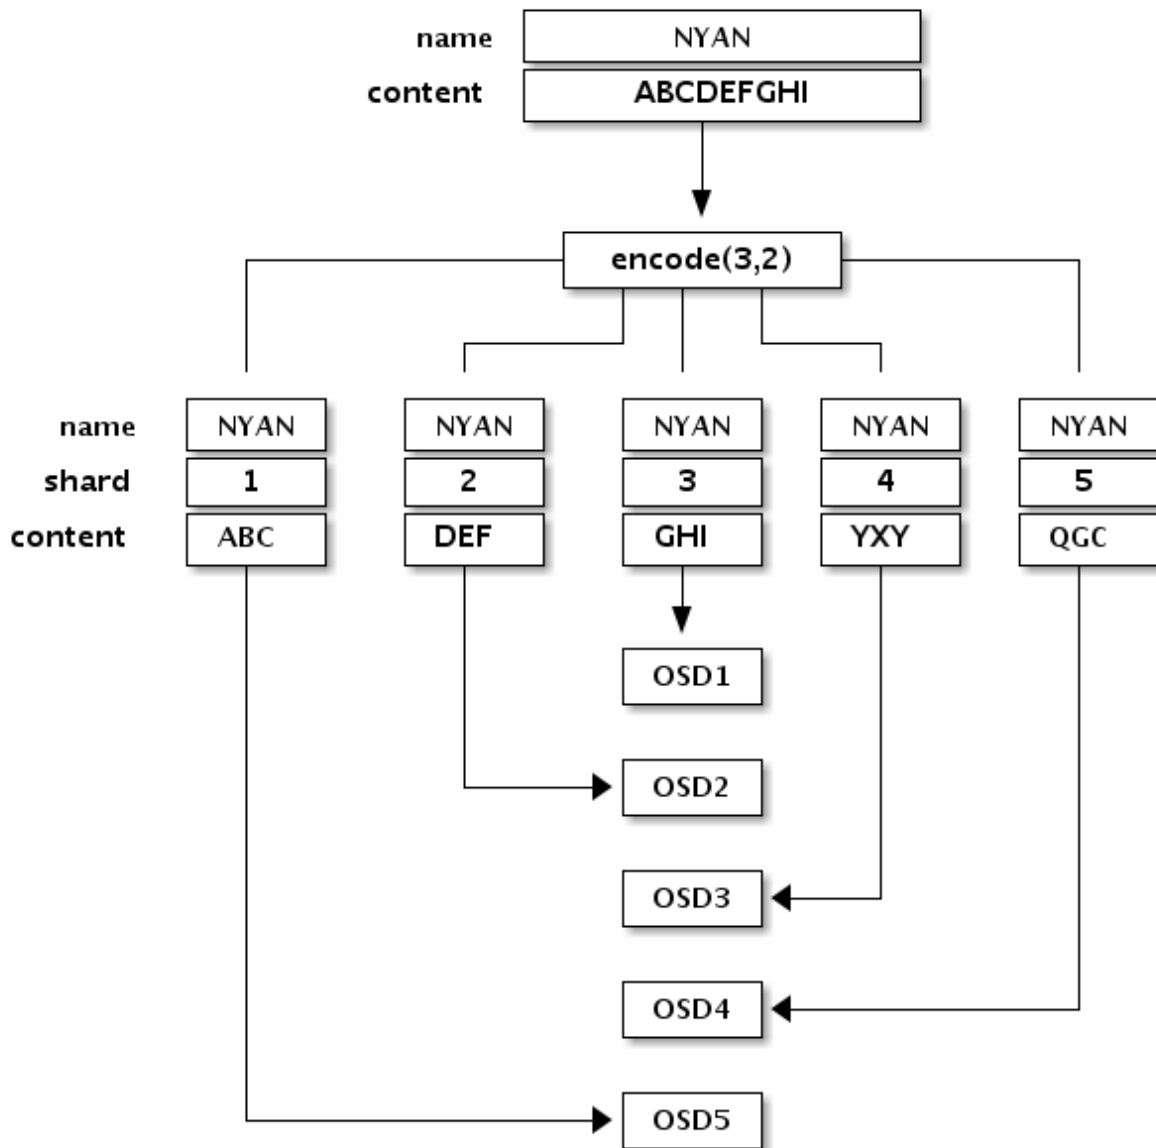 name NYAN
content ABCDEFGHI
encode(3,2)
name NYAN NYAN NYAN NYAN NYAN
shard 1 2 3 4 5
content ABC DEF GHI YXY QGC
OSD1
OSD2
OSD3
OSD4
OSD5